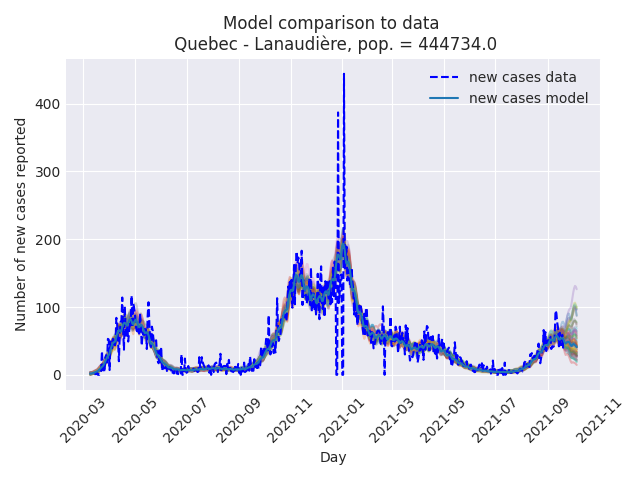 Model comparison to data
Quebec - Lanaudière, pop. = 444734.0
new cases data
new cases model
Number of new cases reported
400
300
200
100
0
2020-03
2020-05
2020-07
2020-09
2020-11
2021-01
2021-03
2021-05
2021-07
2021-09
2021-11
Day